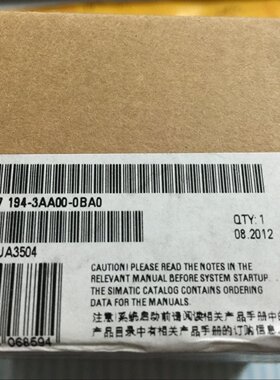 7 194-3AA00-0BA0
QTY: 1
08.2012
UA3504
CAUTION! PLEASE READ THE NOTES IN THE
RELEVANT MANUAL BEFORE SYSTEM STARTUP.
THE SIMATIC CATALOG CONTAINS ORDERING
DATA FOR THE MANUALS.
068594
注意!系统启动前请阅读相关产品手册中的
产品目录中有相关产品手册的订购信息.